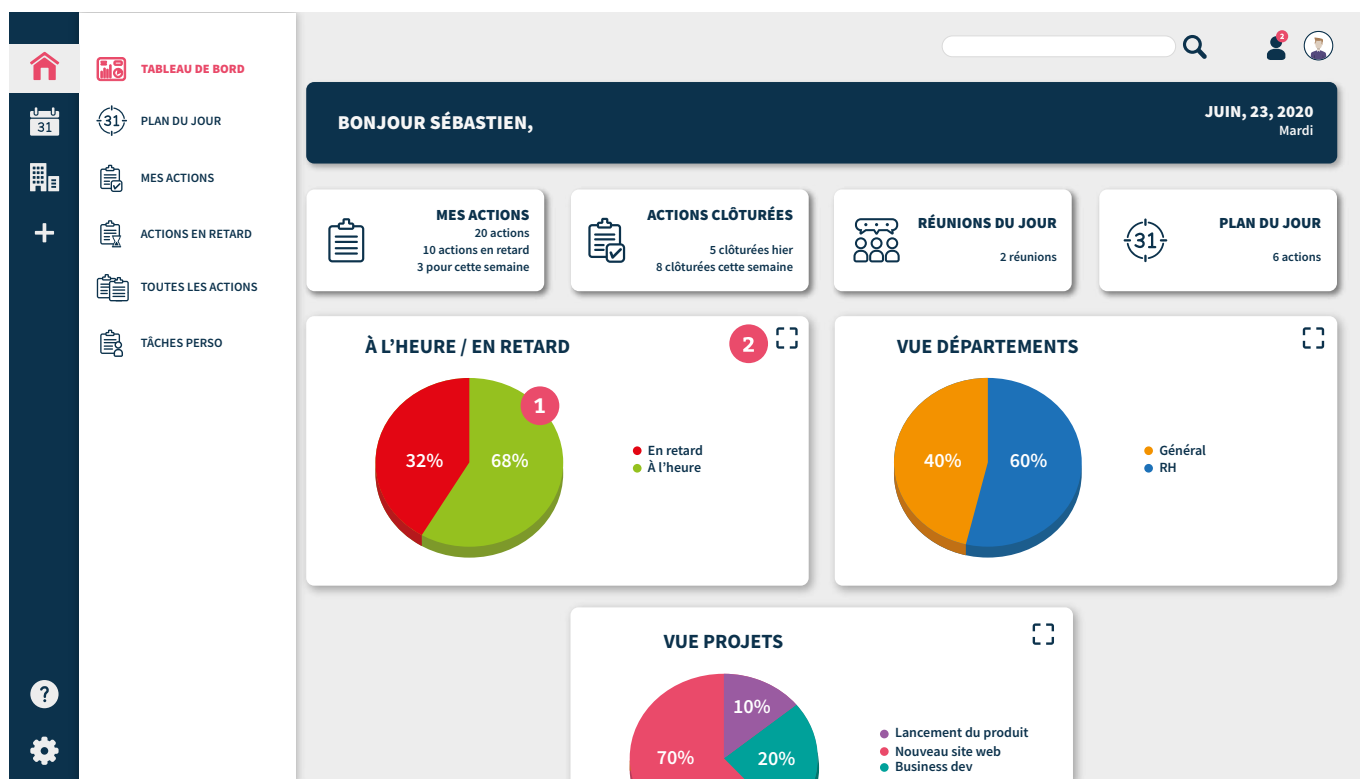 2
31
TABLEAU DE BORD
31
PLAN DU JOUR
MES ACTIONS
ACTIONS EN RETARD
TOUTES LES ACTIONS
TÂCHES PERSO
?
BONJOUR SÉBASTIEN,
JUIN, 23, 2020
Mardi
MES ACTIONS
20 actions
10 actions en retard
3 pour cette semaine
ACTIONS CLÔTURÉES
5 clôturées hier
8 clôturées cette semaine
RÉUNIONS DU JOUR
2 réunions
31
PLAN DU JOUR
6 actions
À L’HEURE / EN RETARD
2
1
32%
68%
En retard
À l’heure
VUE DÉPARTEMENTS
40%
60%
Général
RH
VUE PROJETS
10%
70%
20%
Lancement du produit
Nouveau site web
Business dev